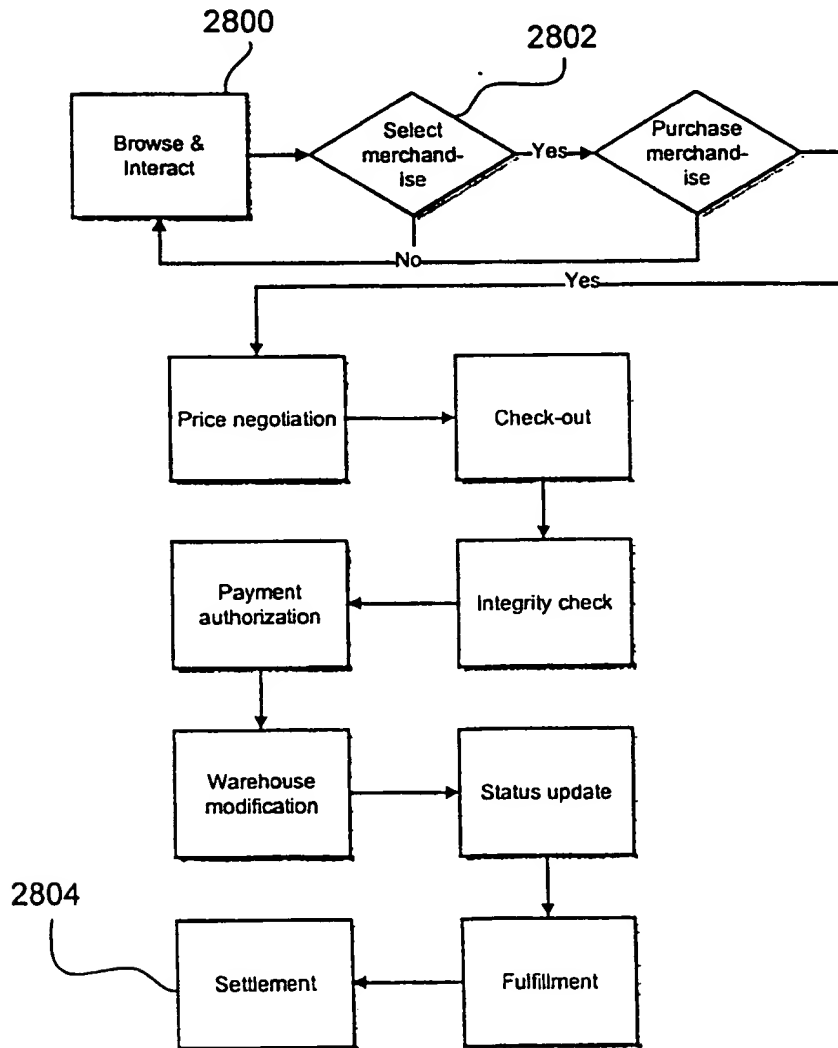 2800
2802
Browse &
Interact
Select
merchand-
ise
Yes
Purchase
merchand-
ise
No
Yes
Price negotiation
Check-out
Payment
authorization
Integrity check
Warehouse
modification
Status update
2804
Settlement
Fulfillment